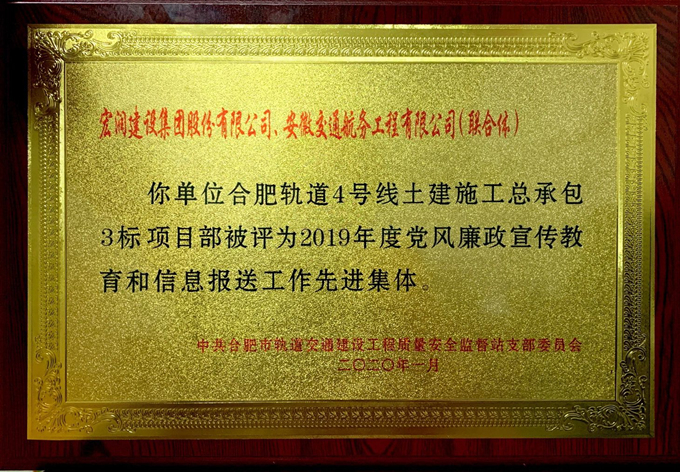 宏润建设集团股份有限公司、安徽交通航务工程有限公司(联合体)
你单位合肥轨道4号线土建施工总承包
3标项目部被评为2019年度党风廉政宣传教
育和信息报送工作先进集体。
中共合肥市轨道交通建设工程质量安全监督站支部委员会
二〇二〇年一月